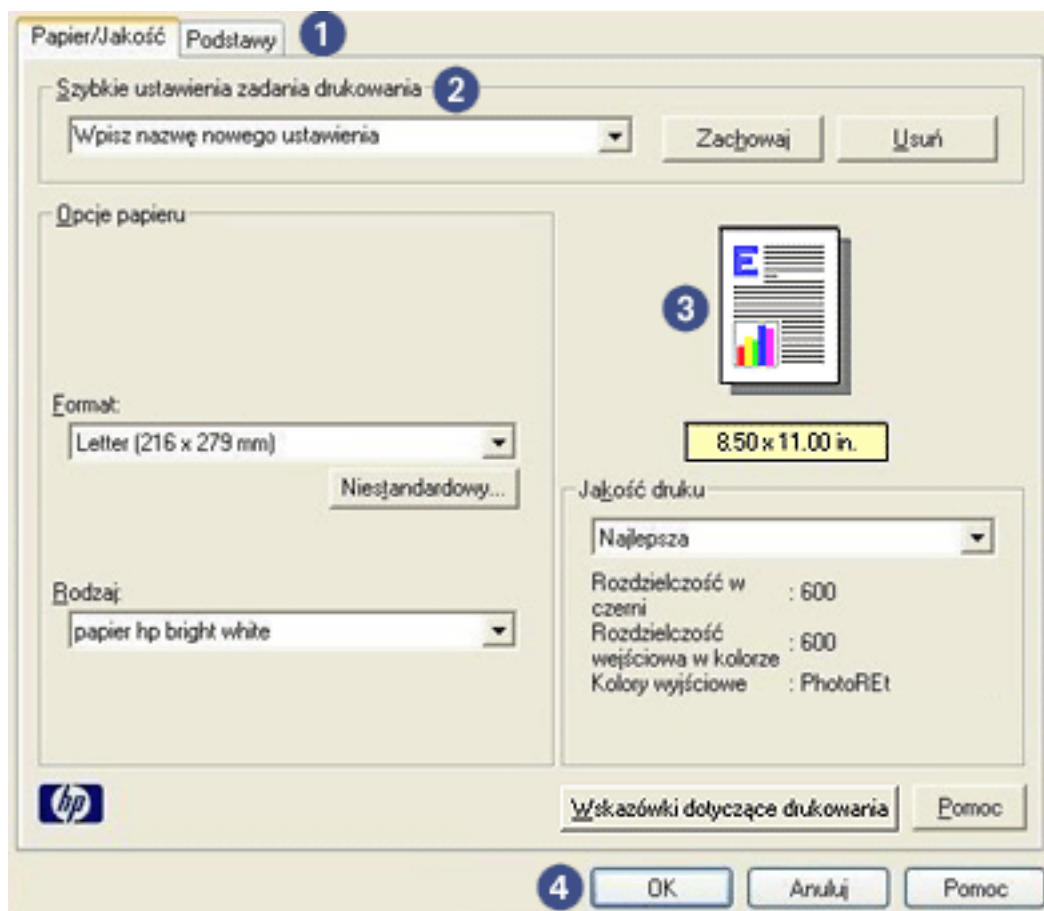 Papier/Jakość Podstawy 1
Szybkie ustawienia zadania drukowania 2
Wpisz nazwę nowego ustawienia Zachowaj Usuń
Opcje papieru
E
3
Format:
Letter (216 x 279 mm) 8.50 x 11.00 in.
Niestandardowy...
Jakość druku
Najlepsza
Rodzaj:
papier hp bright white
Rozdzielczość w
czerni : 600
Rozdzielczość
wejściowa w kolorze : 600
Kolory wyjściowe : PhotoREt
hp Wskazówki dotyczące drukowania Pomoc
4 OK Anuluj Pomoc